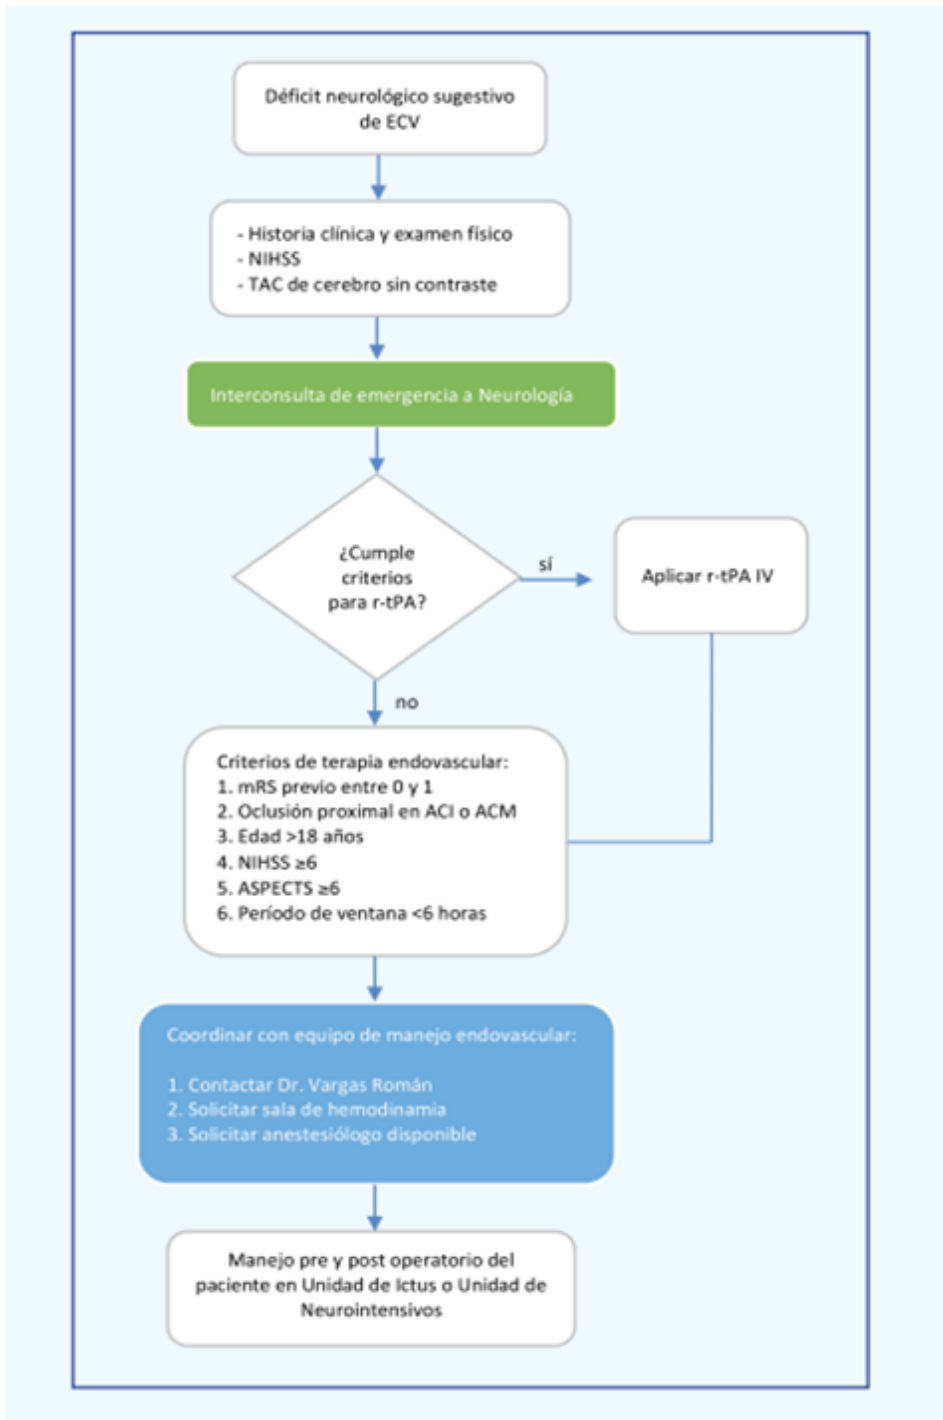 Déficit neurológico sugestivo
de ECV
- Historia clínica y examen físico
- NIHSS
- TAC de cerebro sin contraste
Interconsulta de emergencia a Neurología
¿Cumple
criterios
para r-tPA?
sí
Aplicar r-tPA IV
no
Criterios de terapia endovascular:
1. mRS previo entre 0 y 1
2. Oclusión proximal en ACI o ACM
3. Edad >18 años
4. NIHSS ≥6
5. ASPECTS ≥6
6. Período de ventana <6 horas
Coordinar con equipo de manejo endovascular:
1. Contactar Dr. Vargas Román
2. Solicitar sala de hemodinamia
3. Solicitar anestesiólogo disponible
Manejo pre y post operatorio del
paciente en Unidad de Ictus o Unidad de
Neurointensivos